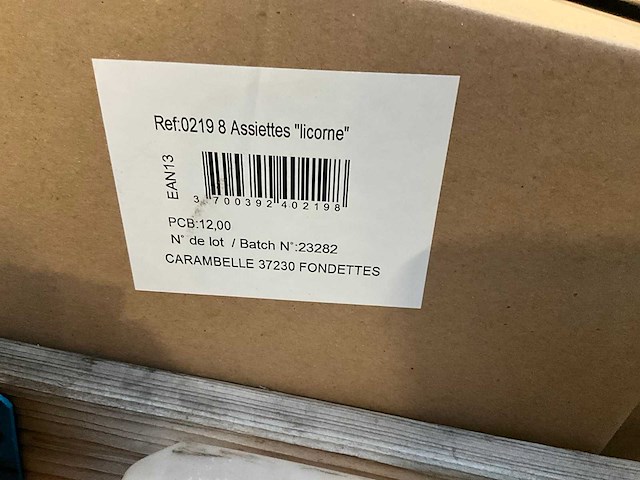 Ref:0219 8 Assiettes "licorne"
EAN13
3 700392 402198
PCB:12,00
N° de lot / Batch N°:23282
CARAMBELLE 37230 FONDETTES